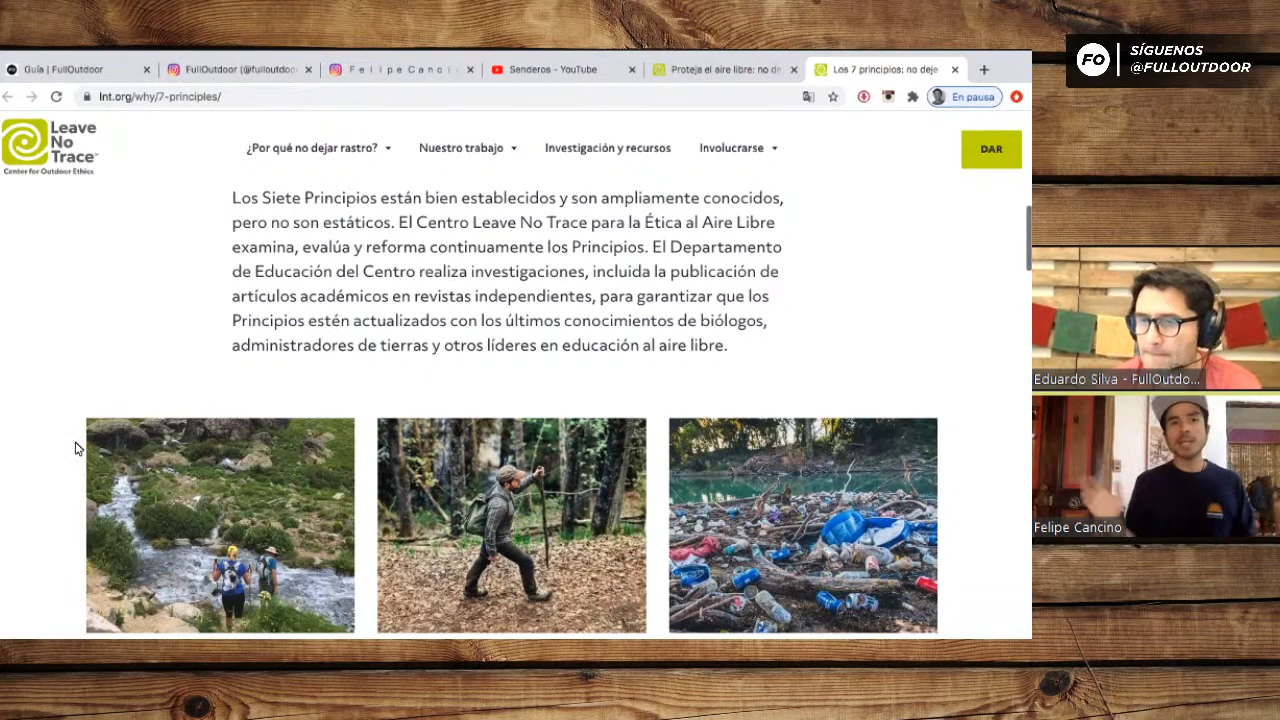 FO
SÍGUENOS
@FULLOUTDOOR
Guía | FullOutdoor
FullOutdoor (@fulloutdoo
F e l i p e C a n c i
Senderos - YouTube
Proteja el aire libre: no de
Los 7 principios: no deje
lnt.org/why/7-principles/
En pausa
Leave
No
Trace
Center for Outdoor Ethics
¿Por qué no dejar rastro?
Nuestro trabajo
Investigación y recursos
Involucrarse
DAR
Los Siete Principios están bien establecidos y son ampliamente conocidos,
pero no son estáticos. El Centro Leave No Trace para la Ética al Aire Libre
examina, evalúa y reforma continuamente los Principios. El Departamento
de Educación del Centro realiza investigaciones, incluida la publicación de
artículos académicos en revistas independientes, para garantizar que los
Principios estén actualizados con los últimos conocimientos de biólogos,
administradores de tierras y otros líderes en educación al aire libre.
Eduardo Silva - FullOutdo...
Felipe Cancino